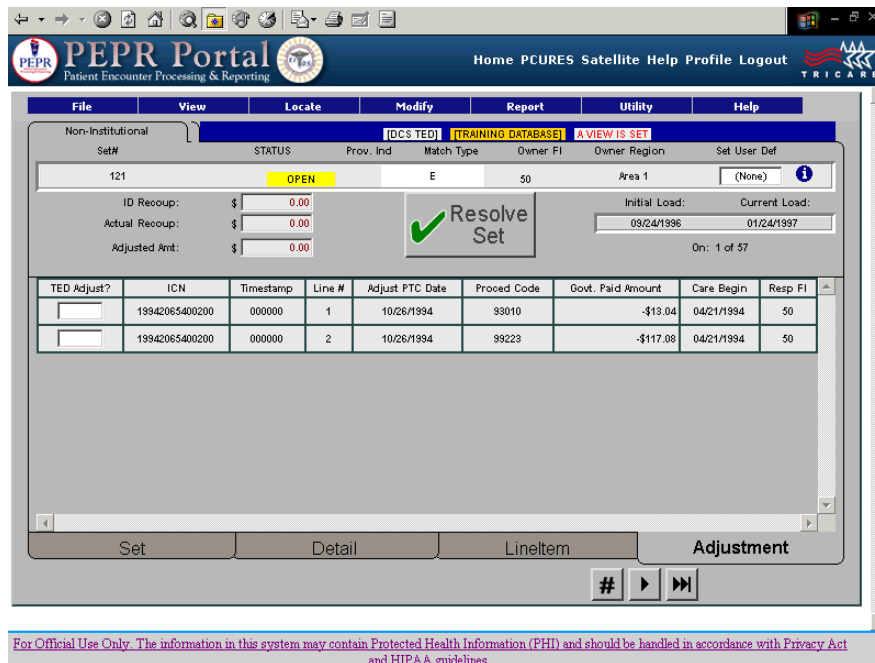 PEPR
PEPR Portal
Patient Encounter Processing & Reporting
Home PCURES Satellite Help Profile Logout
TRICARE
File View Locate Modify Report Utility Help
Non-Institutional
[DCS TED] [TRAINING DATABASE] A VIEW IS SET
Set# STATUS Prov. Ind Match Type Owner FI Owner Region Set User Def
121 OPEN E 50 Area 1 (None)
ID Recoup: $ 0.00
Actual Recoup: $ 0.00
Adjusted Amt: $ 0.00
Resolve
Set
Initial Load: Current Load:
09/24/1996 01/24/1997
On: 1 of 57
TED Adjust? ICN Timestamp Line # Adjust PTC Date Proced Code Govt. Paid Amount Care Begin Resp FI
19942065400200 000000 1 10/26/1994 93010 -$13.04 04/21/1994 50
19942065400200 000000 2 10/26/1994 99223 -$117.08 04/21/1994 50
Set Detail LineItem Adjustment
#
For Official Use Only. The information in this system may contain Protected Health Information (PHI) and should be handled in accordance with Privacy Act
and HIPAA guidelines